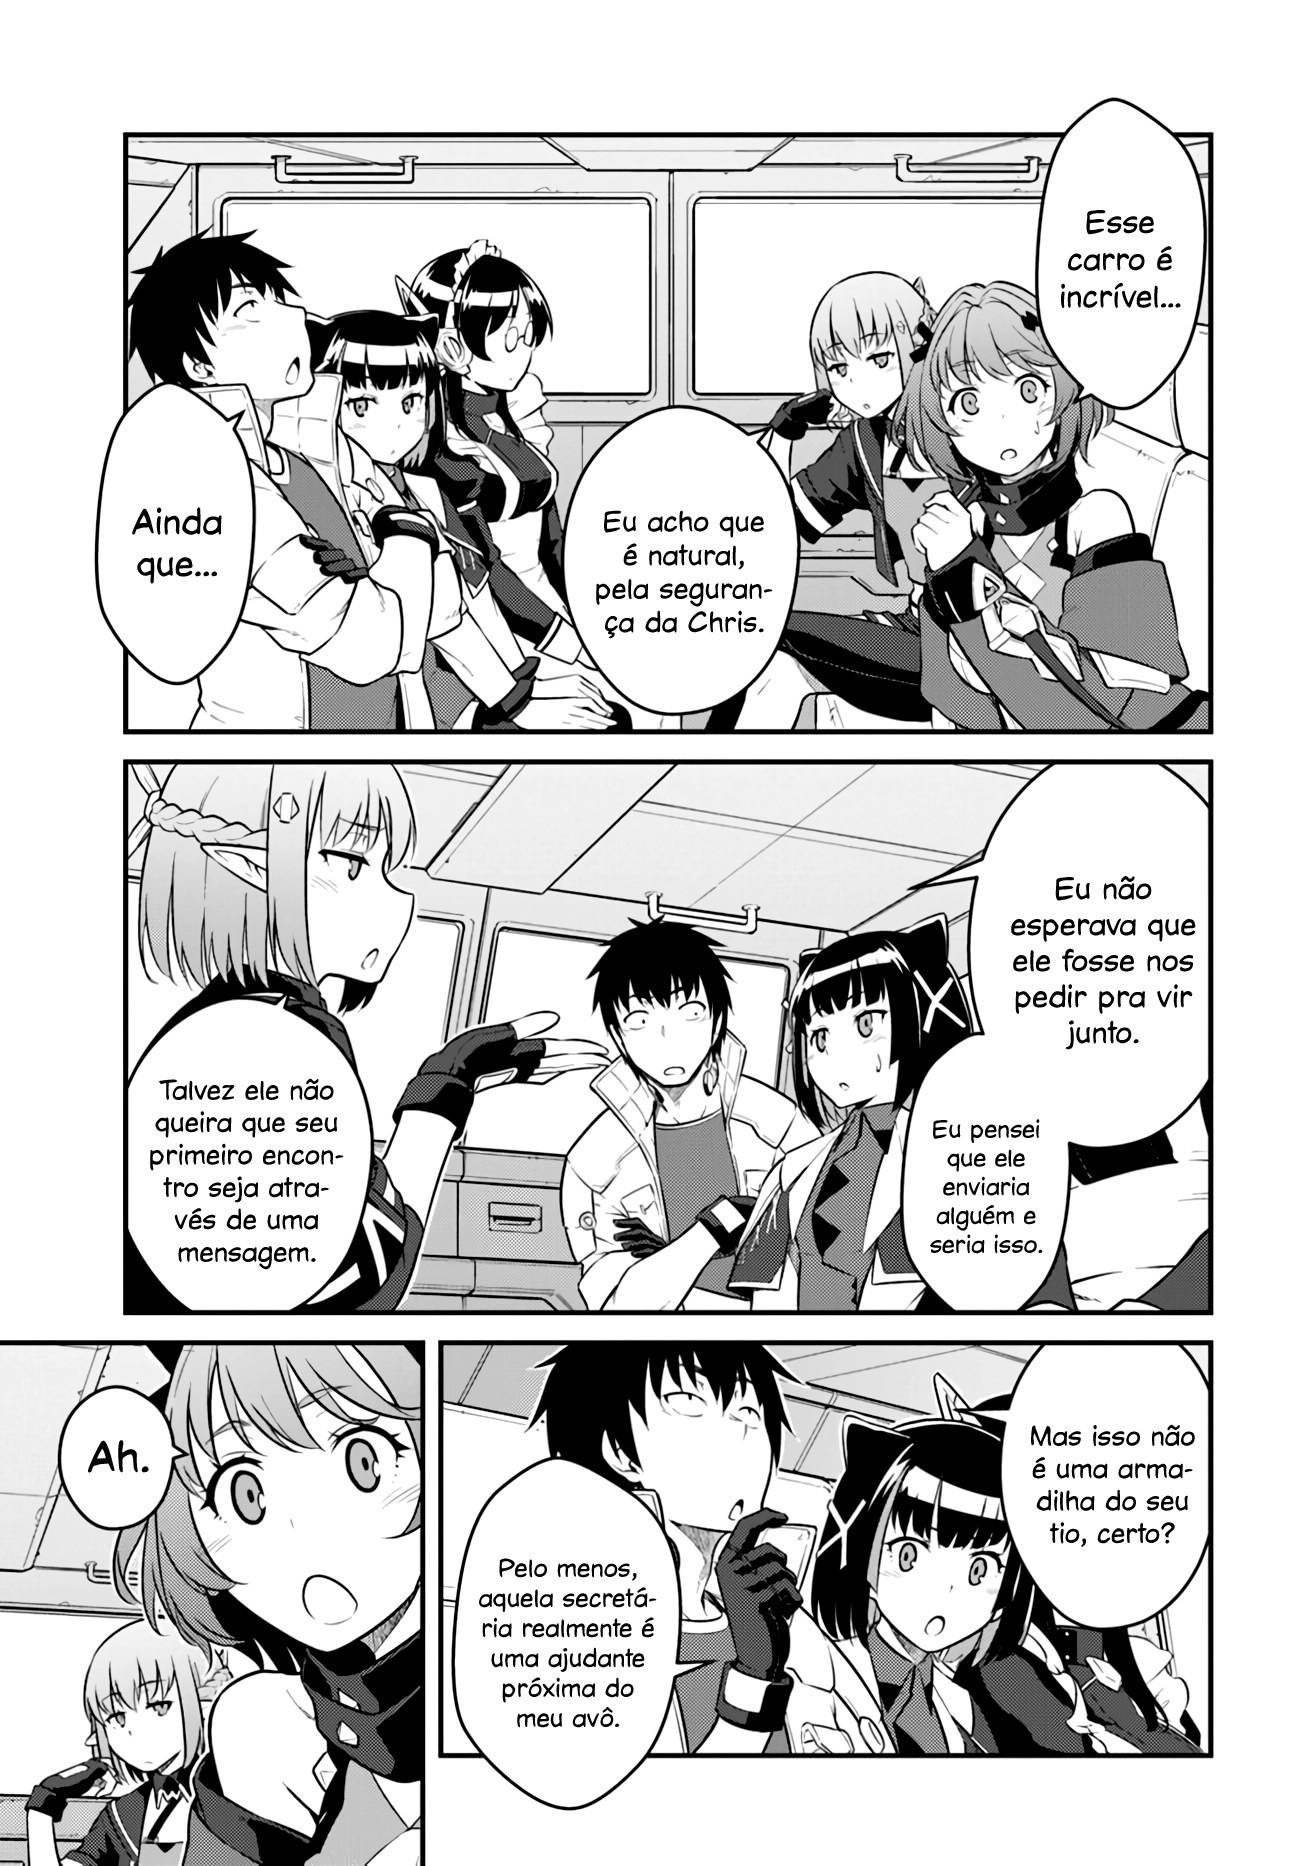 Esse
carro é
incrível...
Eu acho que
é natural,
pela seguran-
ça da Chris.
Ainda
que...
Eu não
esperava que
ele fosse nos
pedir pra vir
junto.
Eu pensei
que ele
enviaria
alguém e
seria isso.
Talvez ele não
queira que seu
primeiro encon-
tro seja atra-
vés de uma
mensagem.
Mas isso não
é uma arma-
dilha do seu
tio, certo?
Pelo menos,
aquela secretá-
ria realmente é
uma ajudante
próxima do
meu avô.
Ah.